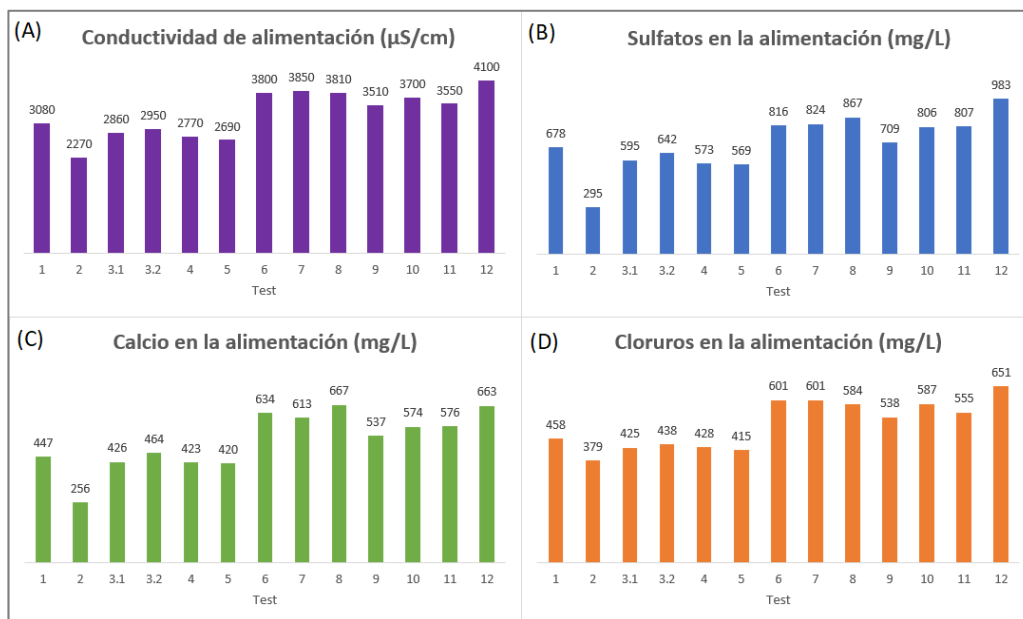 (A)
Conductividad de alimentación (µS/cm)
3080 2270 2860 2950 2770 2690 3800 3850 3810 3510 3700 3550 4100
1 2 3.1 3.2 4 5 6 7 8 9 10 11 12
Test
(B)
Sulfatos en la alimentación (mg/L)
678 295 595 642 573 569 816 824 867 709 806 807 983
1 2 3.1 3.2 4 5 6 7 8 9 10 11 12
Test
(C)
Calcio en la alimentación (mg/L)
447 256 426 464 423 420 634 613 667 537 574 576 663
1 2 3.1 3.2 4 5 6 7 8 9 10 11 12
Test
(D)
Cloruros en la alimentación (mg/L)
458 379 425 438 428 415 601 601 584 538 587 555 651
1 2 3.1 3.2 4 5 6 7 8 9 10 11 12
Test